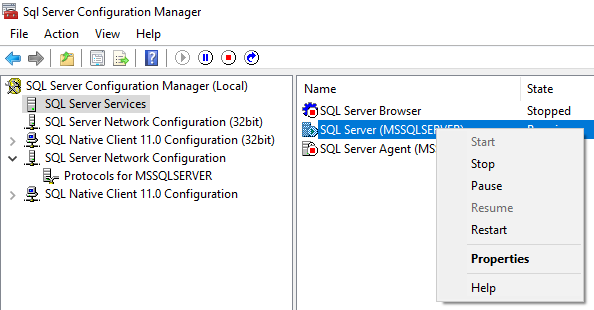 Sql Server Configuration Manager
File Action View Help
SQL Server Configuration Manager (Local)
SQL Server Services
SQL Server Network Configuration (32bit)
SQL Native Client 11.0 Configuration (32bit)
SQL Server Network Configuration
Protocols for MSSQLSERVER
SQL Native Client 11.0 Configuration
Name State
SQL Server Browser Stopped
SQL Server (MSSQLSERVER)
SQL Server Agent (MS
Start
Stop
Pause
Resume
Restart
Properties
Help